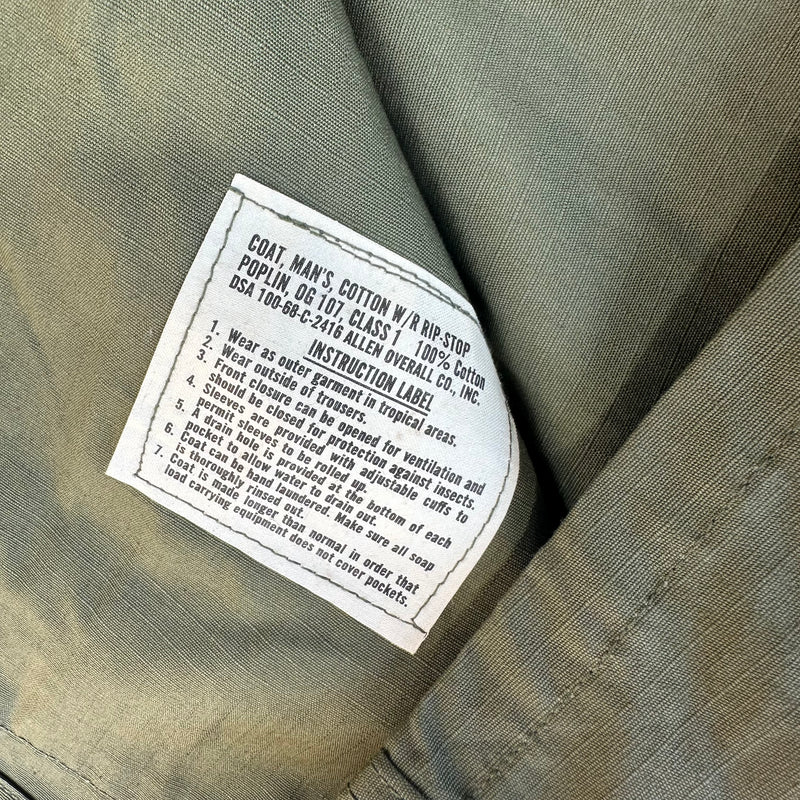 COAT, MAN'S, COTTON W/R RIP-STOP
POPLIN, OG 107, CLASS 1 100% Cotton
DSA 100-68-C-2416 ALLEN OVERALL CO., INC.
INSTRUCTION LABEL
1. Wear as outer garment in tropical areas.
2. Wear outside of trousers.
3. Front closure can be opened for ventilation and
should be closed for protection against insects.
4. Sleeves are provided with adjustable cuffs to
permit sleeves to be rolled up.
5. A drain hole is provided at the bottom of each
pocket to allow water to drain out.
6. Coat can be hand laundered. Make sure all soap
is thoroughly rinsed out.
7. Coat is made longer than normal in order that
load carrying equipment does not cover pockets.